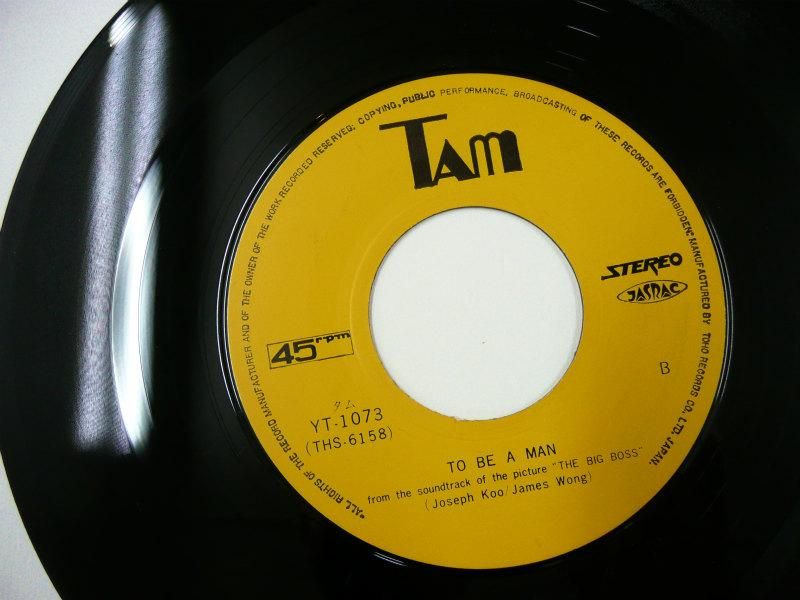 "ALL RIGHTS OF THE RECORD MANUFACTURER AND OF THE OWNER OF THE WORK RECORDED RESERVED; COPYING, PUBLIC PERFORMANCE, BROADCASTING OF THESE RECORDS ARE FORBIDDEN; MANUFACTURED BY TOHO RECORDS CO., LTD, JAPAN.
TAM
STEREO
JASRAC
45 rpm
B
タム
YT-1073
(THS-6158)
TO BE A MAN
from the soundtrack of the picture "THE BIG BOSS"
(Joseph Koo/James Wong)